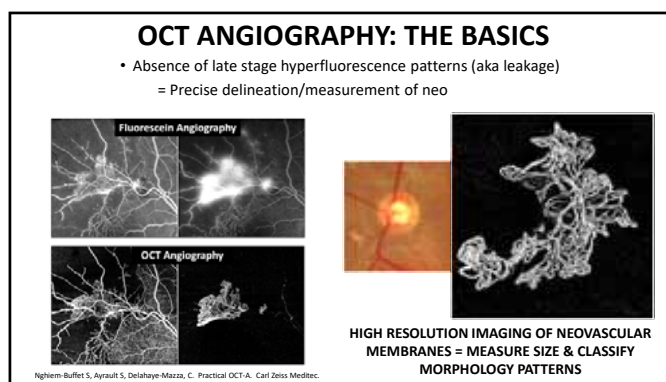 OCT ANGIOGRAPHY: THE BASICS
• Absence of late stage hyperfluorescence patterns (aka leakage)
= Precise delineation/measurement of neo
Fluorescein Angiography
OCT Angiography
HIGH RESOLUTION IMAGING OF NEOVASCULAR
MEMBRANES = MEASURE SIZE & CLASSIFY
MORPHOLOGY PATTERNS
Nghiem-Buffet S, Ayrault S, Delahaye-Mazza, C. Practical OCT-A. Carl Zeiss Meditec.